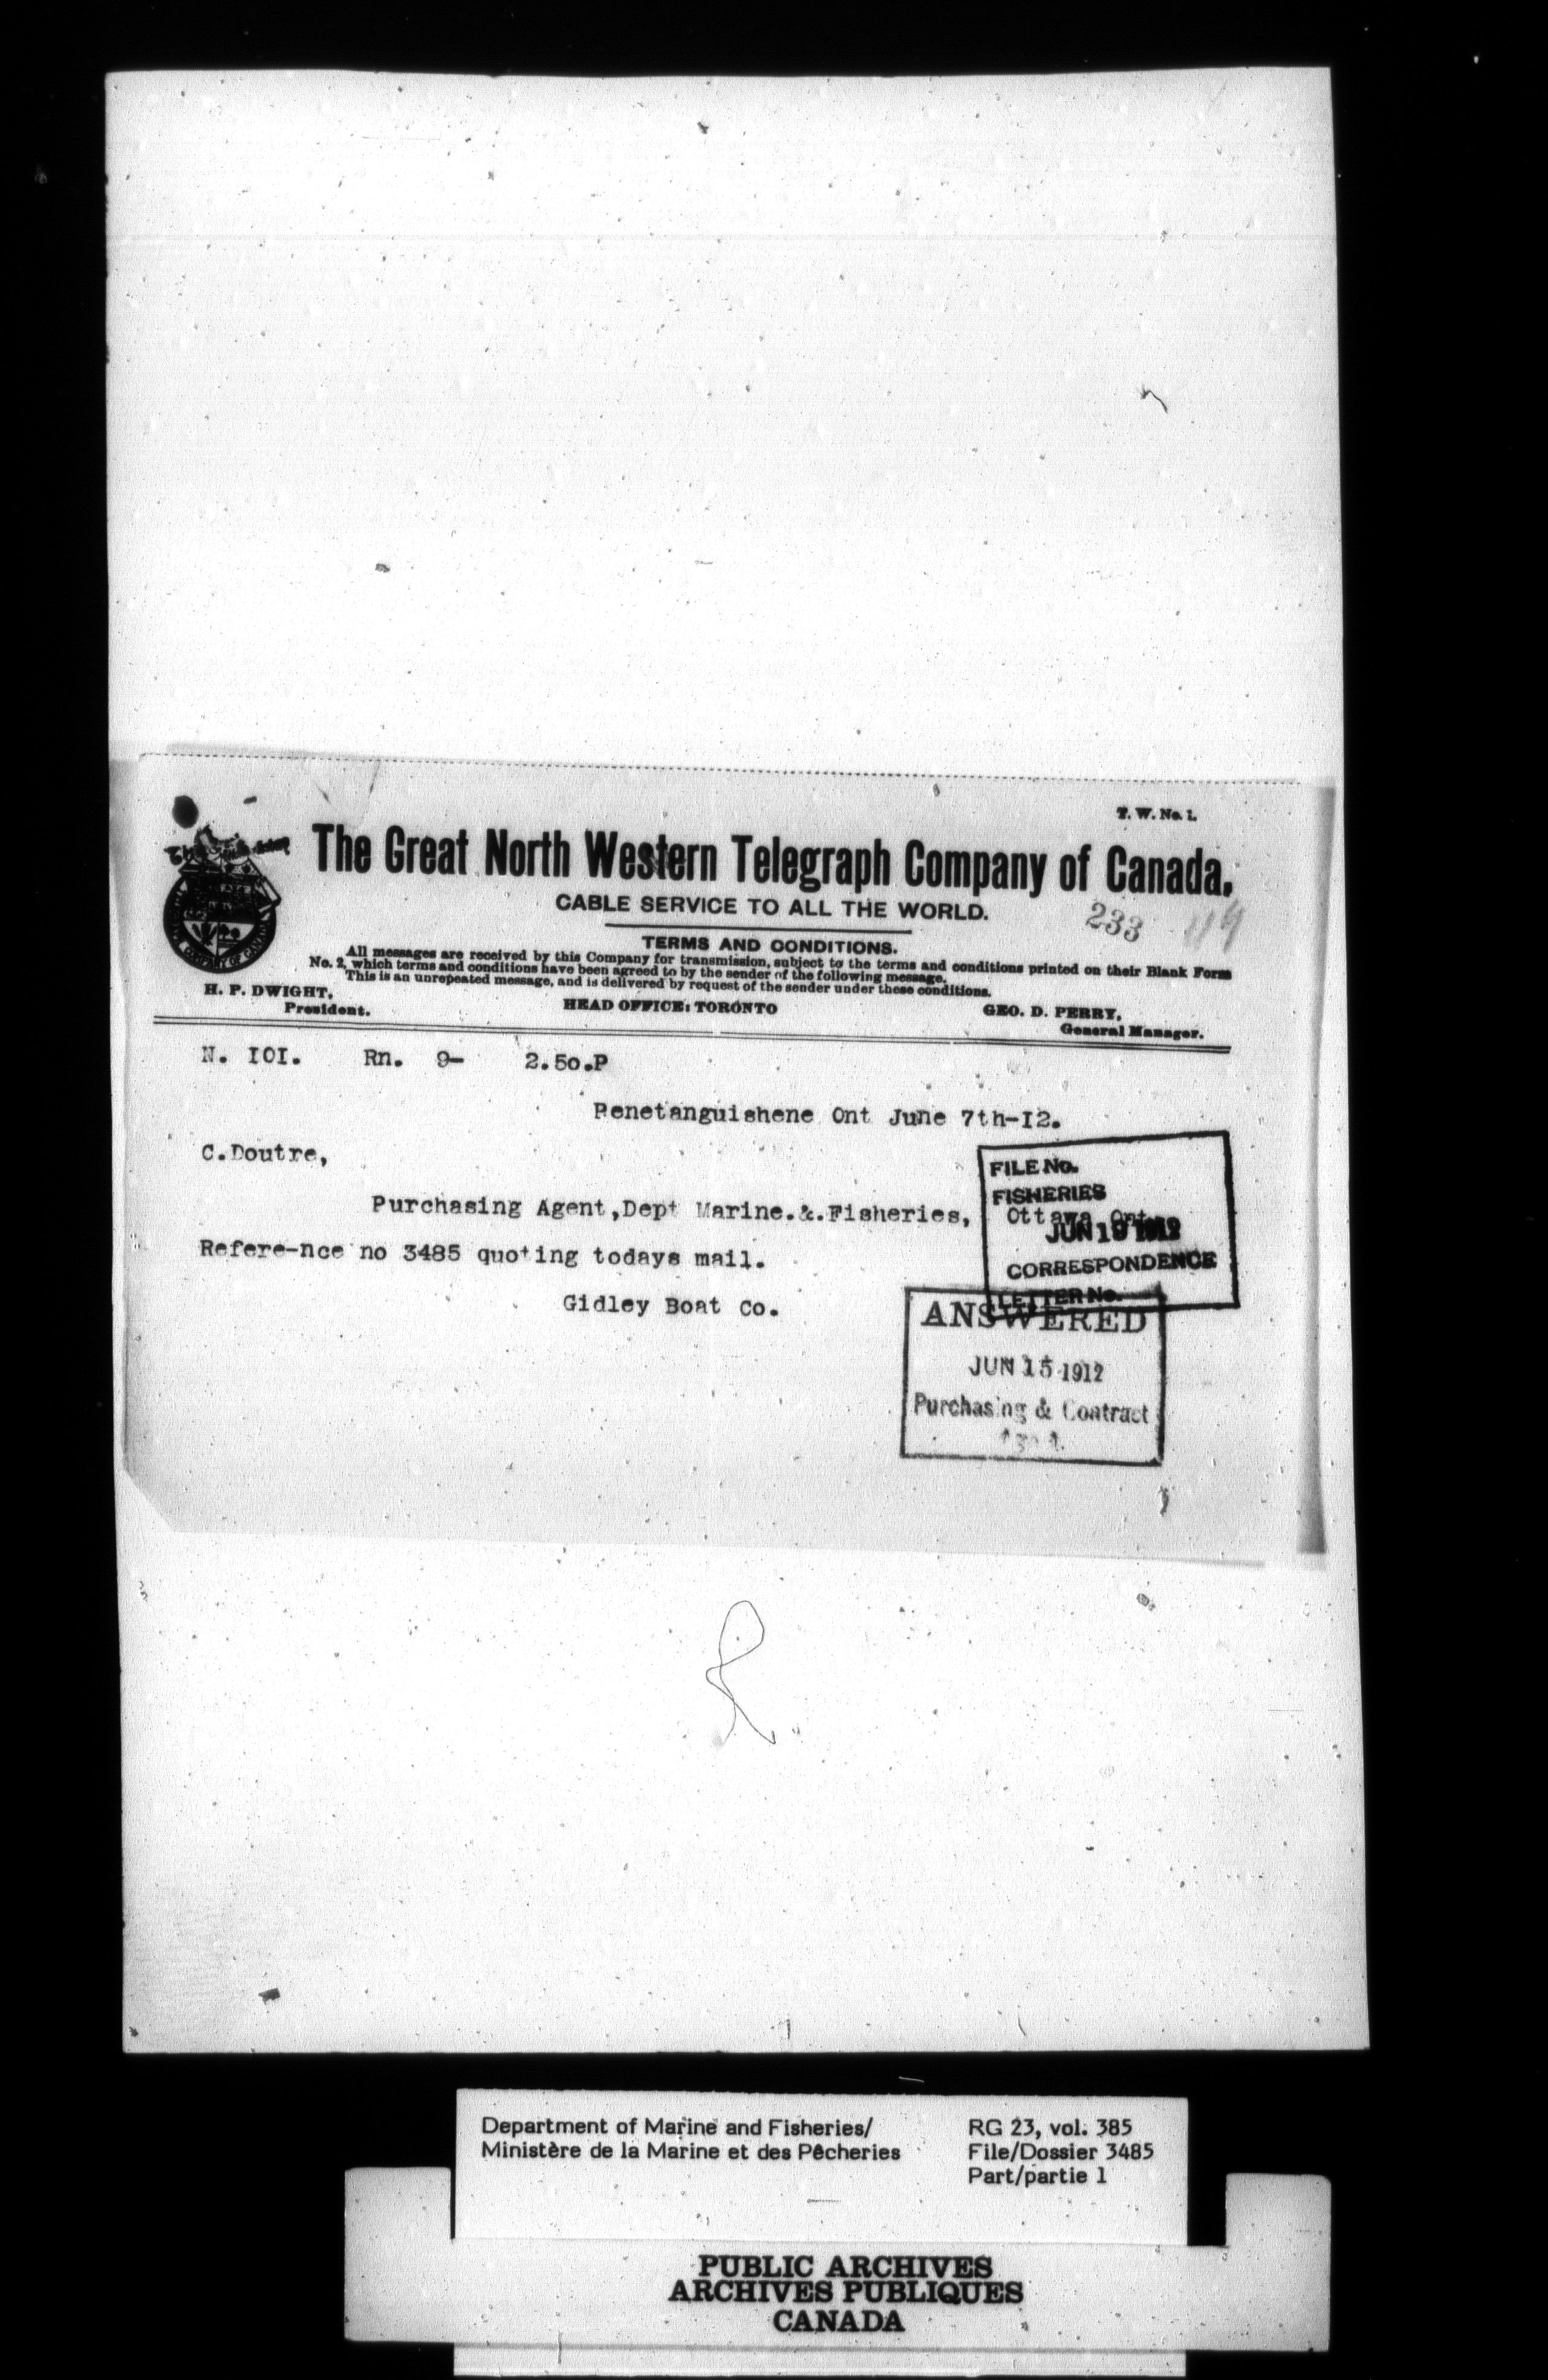 T. W. No. 1.
The Great North Western Telegraph Company of Canada.
CABLE SERVICE TO ALL THE WORLD.
233
TERMS AND CONDITIONS.
All messages are received by this Company for transmission, subject to the terms and conditions printed on their Blank Form
No. 2, which terms and conditions have been agreed to by the sender of the following message.
This is an unrepeated message, and is delivered by request of the sender under these conditions.
H. P. DWIGHT,
President.
HEAD OFFICE: TORONTO
GEO. D. PERRY,
General Manager.
N. IOI. Rn. 9- 2.50.P
Penetanguishene Ont June 7th-I2.
C.Doutre,
Purchasing Agent,Dept Marine.&.Fisheries, Ottawa Ont
Refere-nce no 3485 quoting todays mail.
Gidley Boat Co.
FILE No.
FISHERIES
JUN 19 1912
CORRESPONDENCE
LETTER No.
ANSWERED
JUN 15 1912
Purchasing & Contract
Department of Marine and Fisheries/
Ministère de la Marine et des Pêcheries
RG 23, vol. 385
File/Dossier 3485
Part/partie 1
PUBLIC ARCHIVES
ARCHIVES PUBLIQUES
CANADA